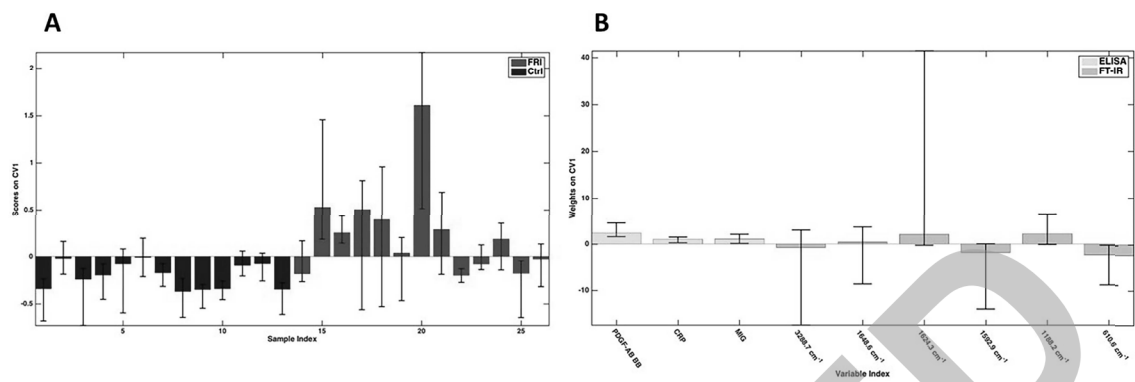 A
FRI
Ctrl
2
1.5
1
0.5
0
-0.5
Scores on CV1
5
10
15
20
25
Sample Index
B
ELISA
FT-IR
40
30
20
10
0
-10
Weights on CV1
PDGF-AB BB
CRP
MIG
3288.7 cm-1
1648.6 cm-1
1624.3 cm-1
1592.9 cm-1
1188.2 cm-1
610.6 cm-1
Variable Index